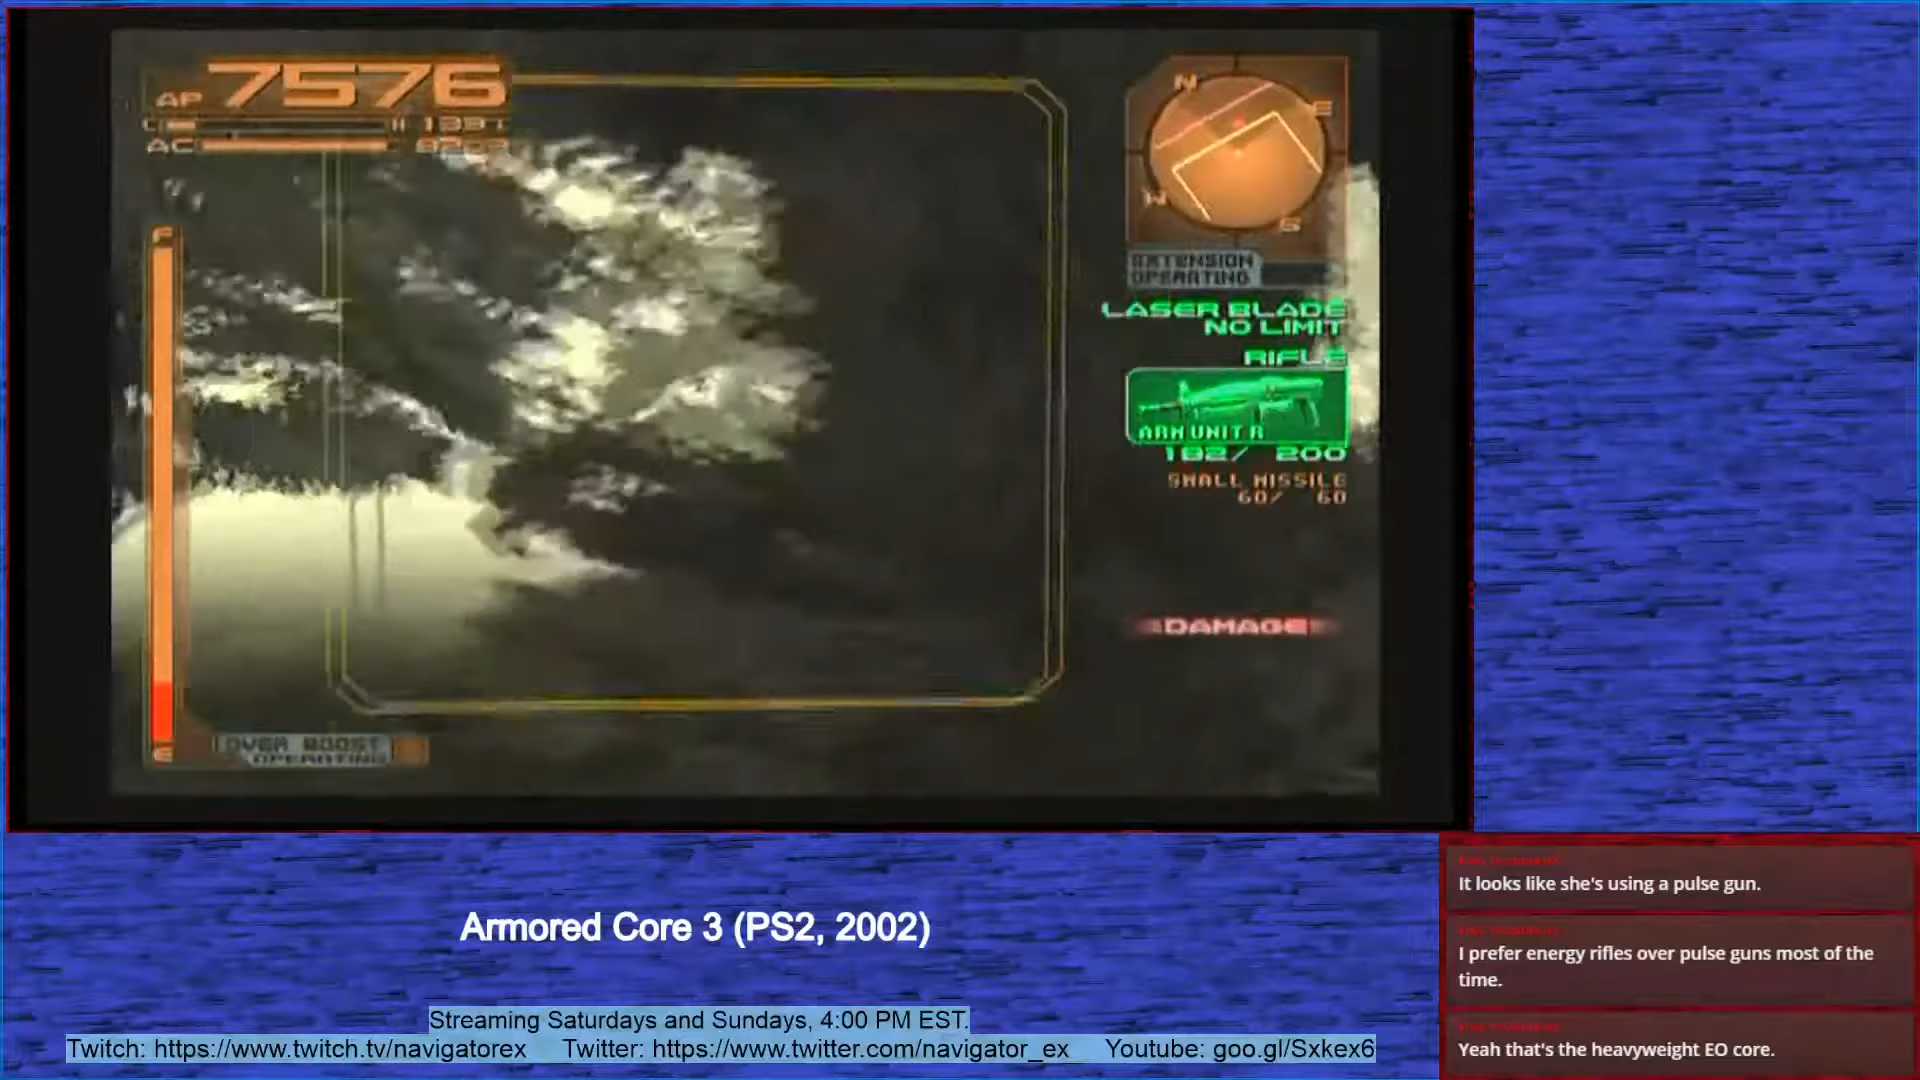 AP 7576
C H 139
AC
N
E
W
S
F
EXTENSION
OPERATING
LASER BLADE
NO LIMIT
RIFLE
ARM UNIT R
182/ 200
SMALL MISSILE
60/ 60
DAMAGE
E
OVER BOOST
OPERATING
It looks like she's using a pulse gun.
I prefer energy rifles over pulse guns most of the
time.
Yeah that's the heavyweight EO core.
Armored Core 3 (PS2, 2002)
Streaming Saturdays and Sundays, 4:00 PM EST.
Twitch: https://www.twitch.tv/navigatorex Twitter: https://www.twitter.com/navigator_ex Youtube: goo.gl/Sxkex6